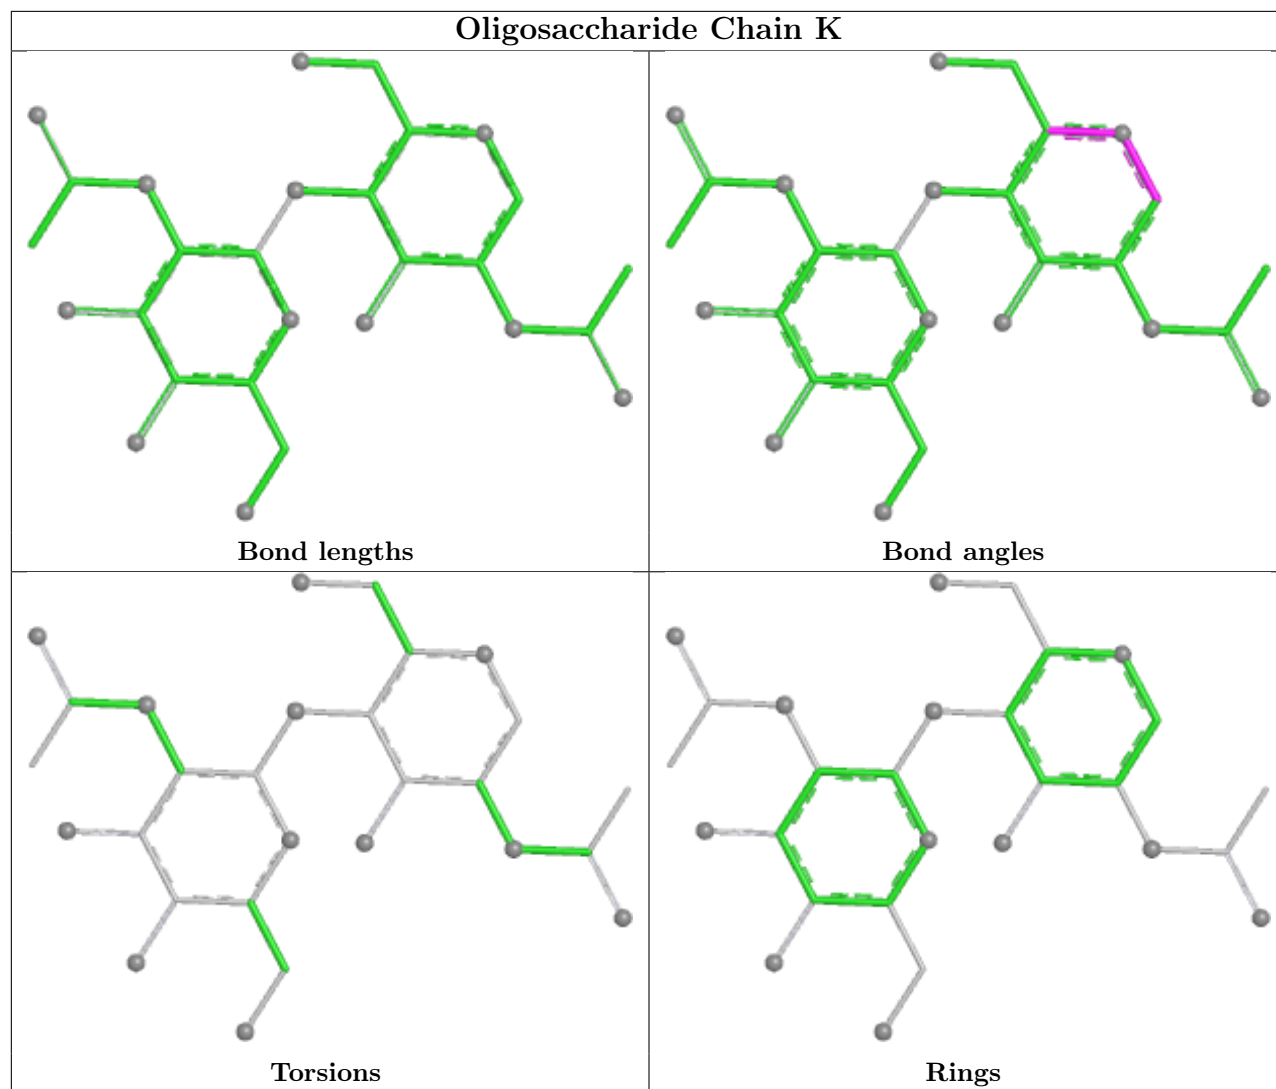 Oligosaccharide Chain K
Bond lengths
Bond angles
Torsions
Rings